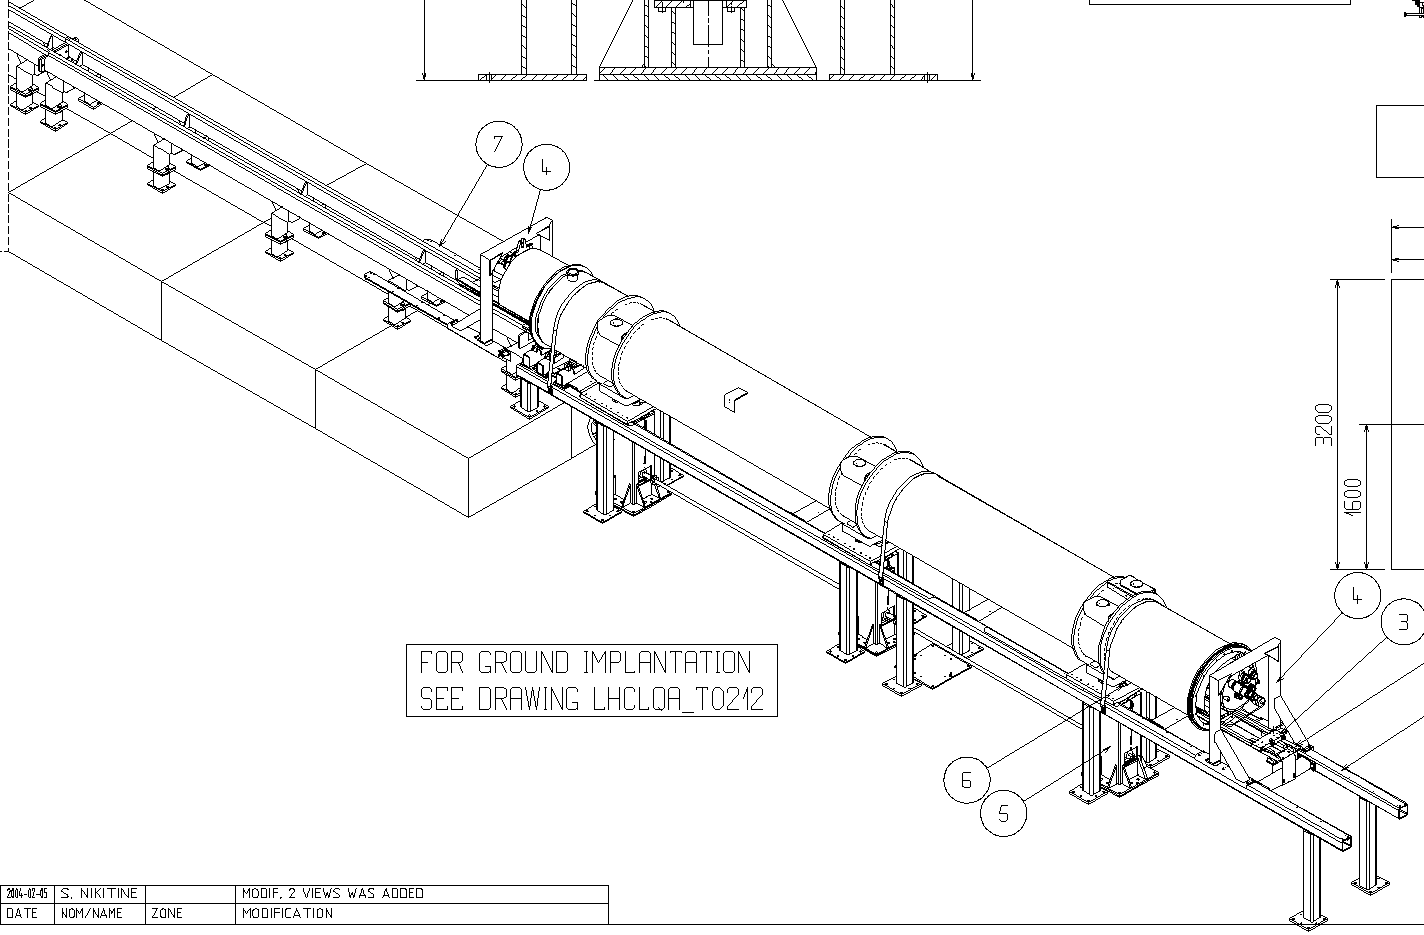 7
4
3200
1600
4
3
FOR GROUND IMPLANTATION
SEE DRAWING LHCLQA_T0212
6
5
2004-02-05 S. NIKITINE MODIF. 2 VIEWS WAS ADDED
DATE NOM/NAME ZONE MODIFICATION